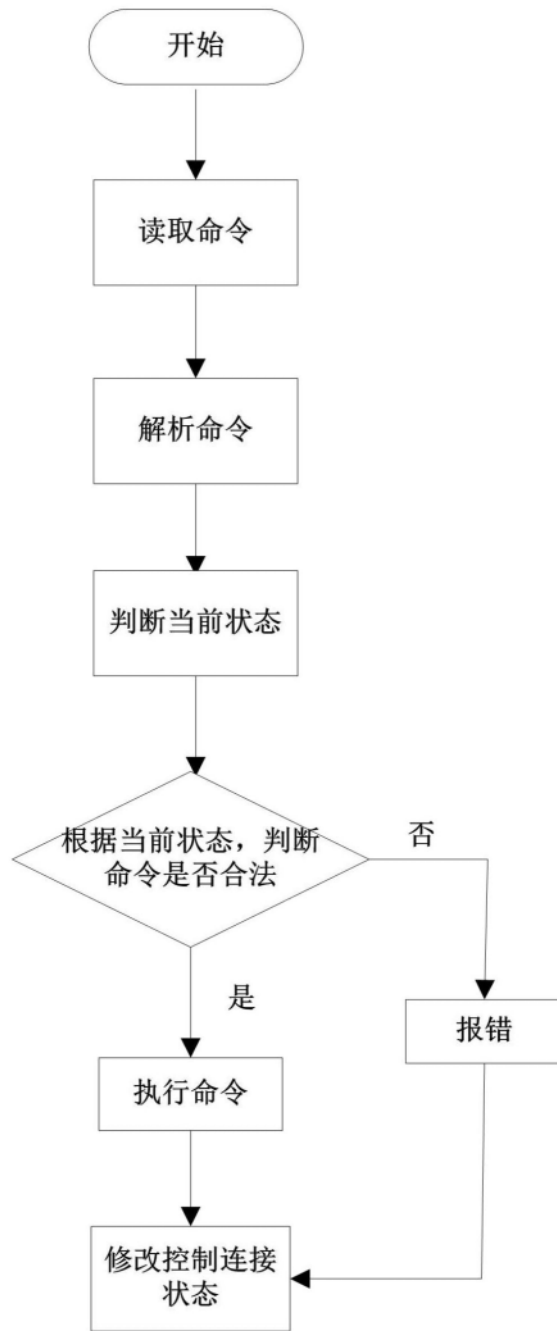 开始
读取命令
解析命令
判断当前状态
根据当前状态，判断
命令是否合法
否
是
报错
执行命令
修改控制连接
状态